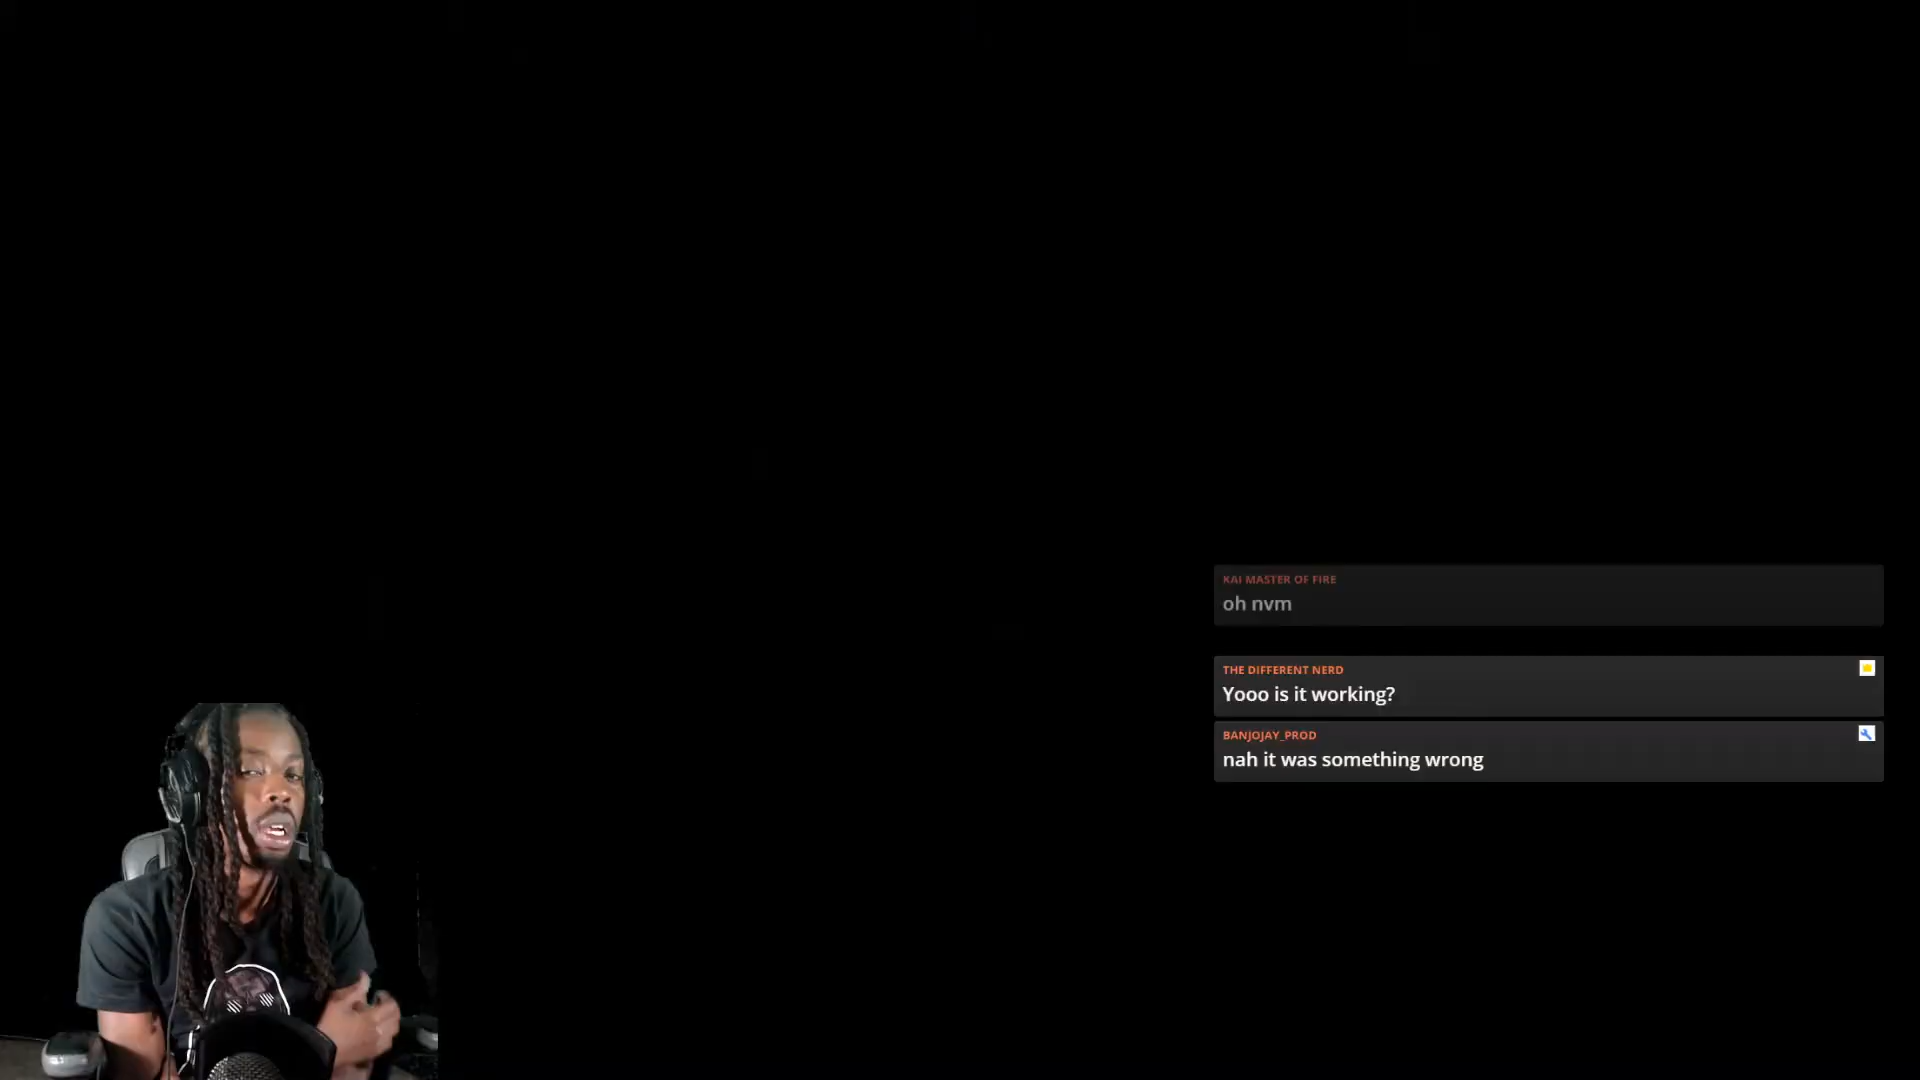 KAI MASTER OF FIRE
oh nvm
THE DIFFERENT NERD
Yooo is it working?
BANJOJAY_PROD
nah it was something wrong